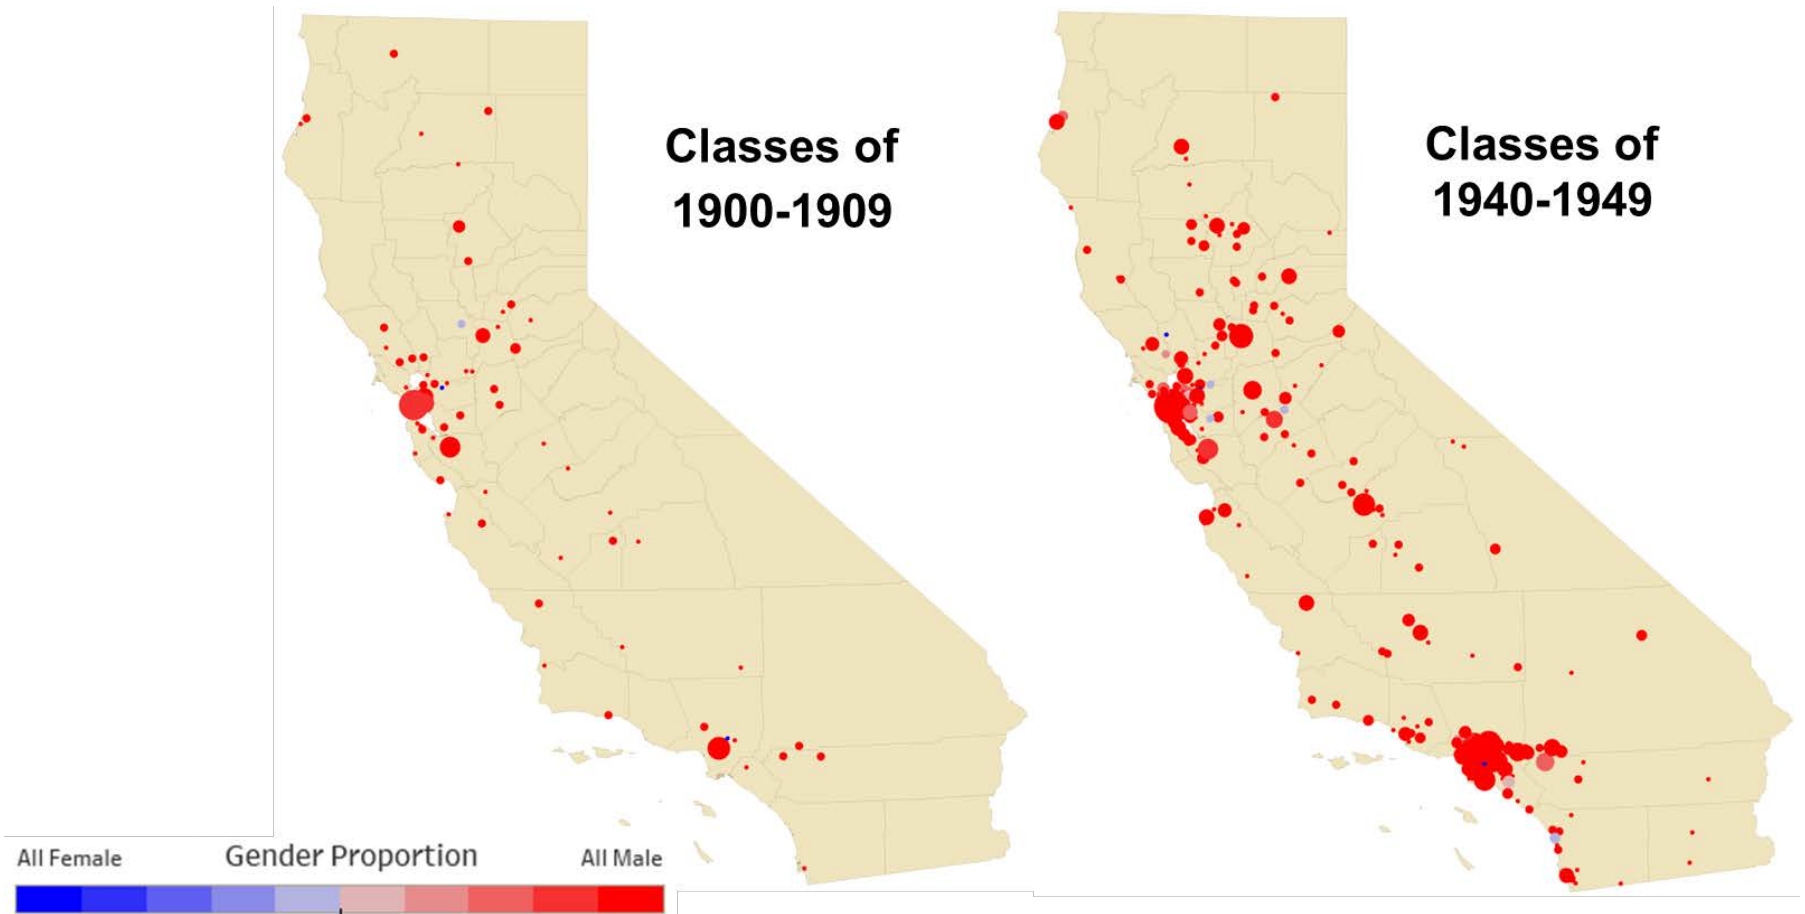 Classes of
1900-1909
Classes of
1940-1949
All Female
Gender Proportion
All Male